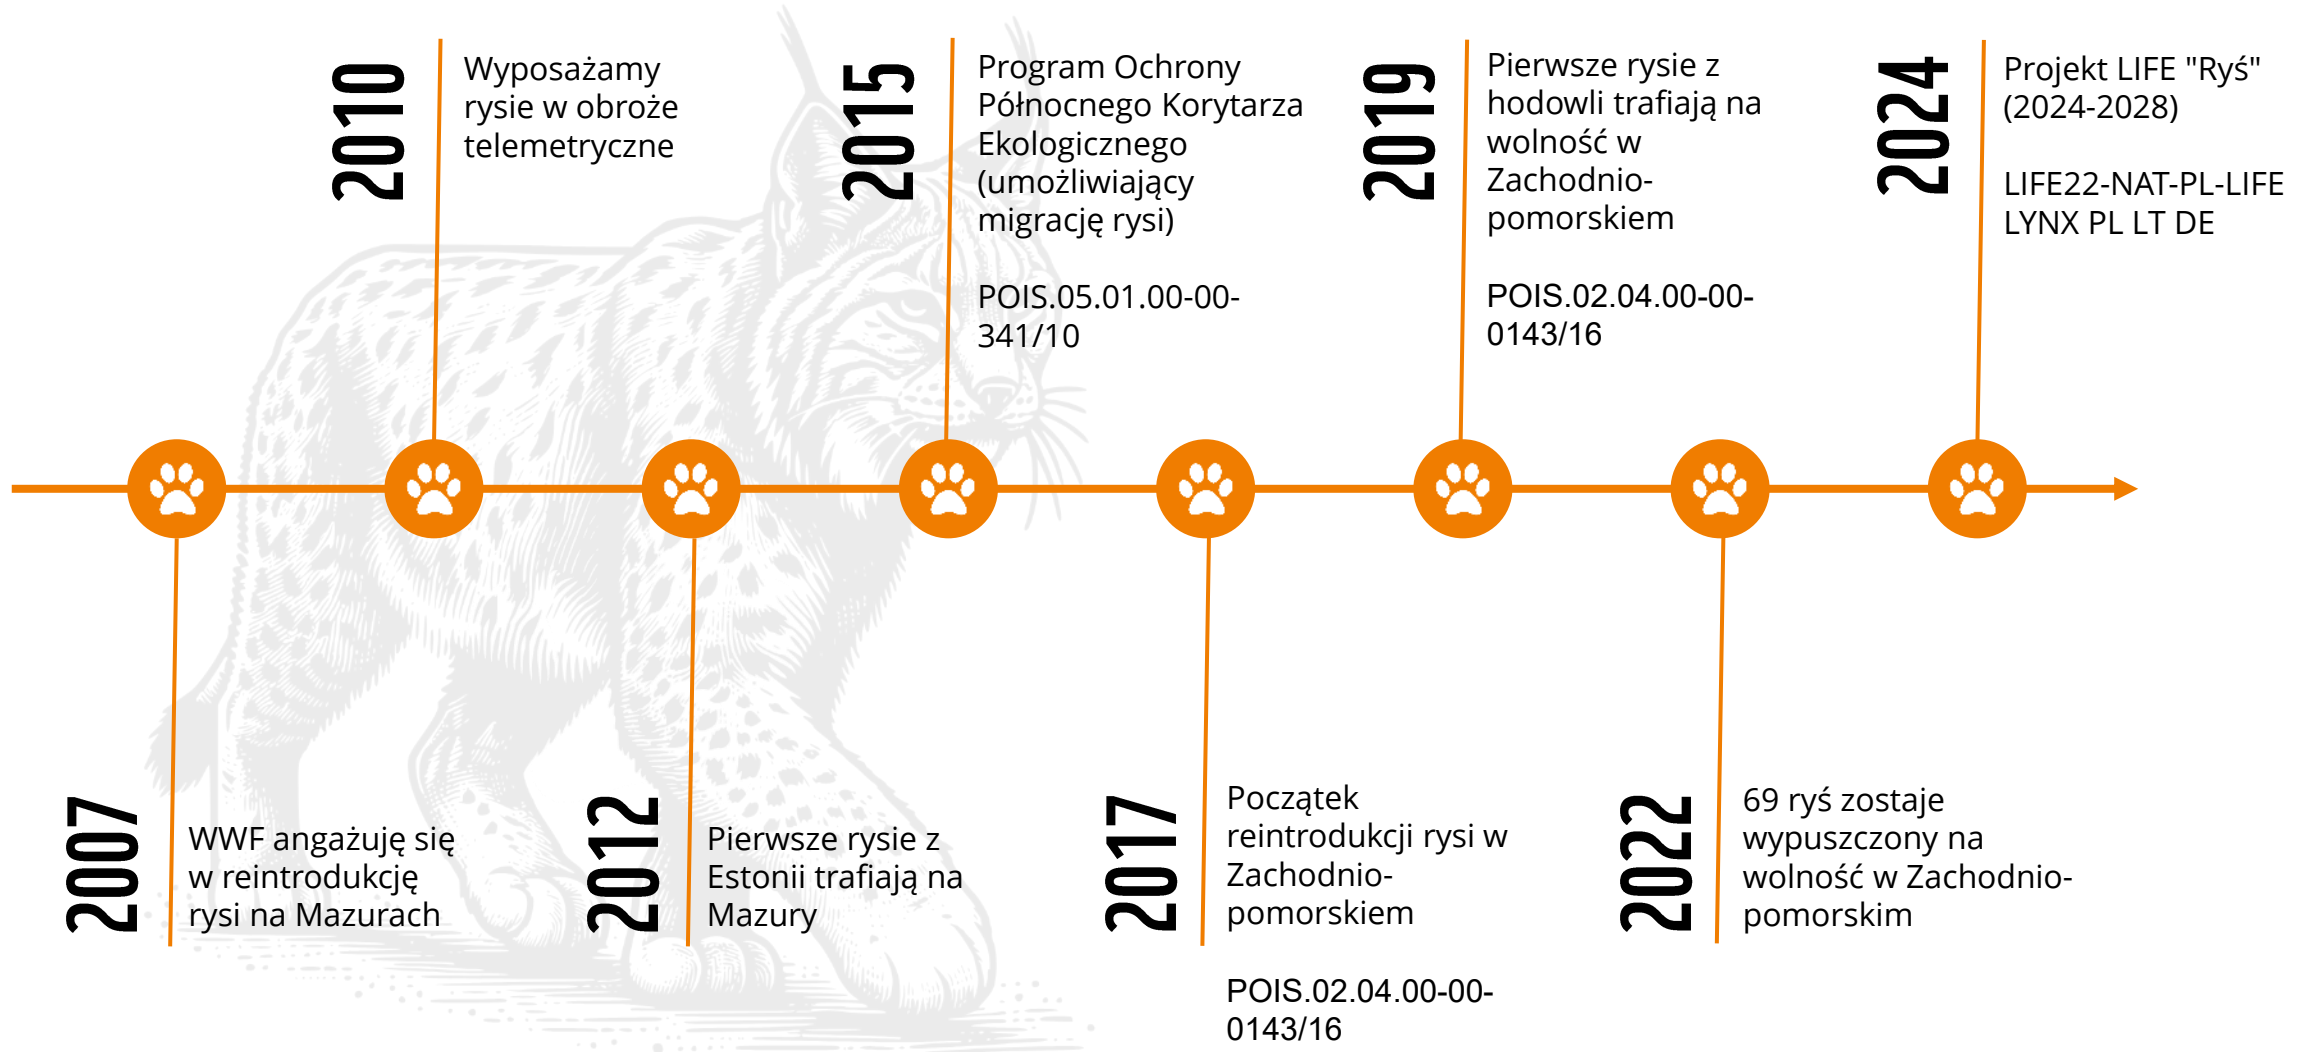 2007
WWF angażuję się
w reintrodukcję
rysi na Mazurach
2010
Wyposażamy
rysie w obroże
telemetryczne
2012
Pierwsze rysie z
Estonii trafiają na
Mazury
2015
Program Ochrony
Północnego Korytarza
Ekologicznego
(umożliwiający
migrację rysi)
POIS.05.01.00-00-
341/10
2017
Początek
reintrodukcji rysi w
Zachodnio-
pomorskiem
POIS.02.04.00-00-
0143/16
2019
Pierwsze rysie z
hodowli trafiają na
wolność w
Zachodnio-
pomorskiem
POIS.02.04.00-00-
0143/16
2022
69 ryś zostaje
wypuszczony na
wolność w Zachodnio-
pomorskim
2024
Projekt LIFE "Ryś"
(2024-2028)
LIFE22-NAT-PL-LIFE
LYNX PL LT DE